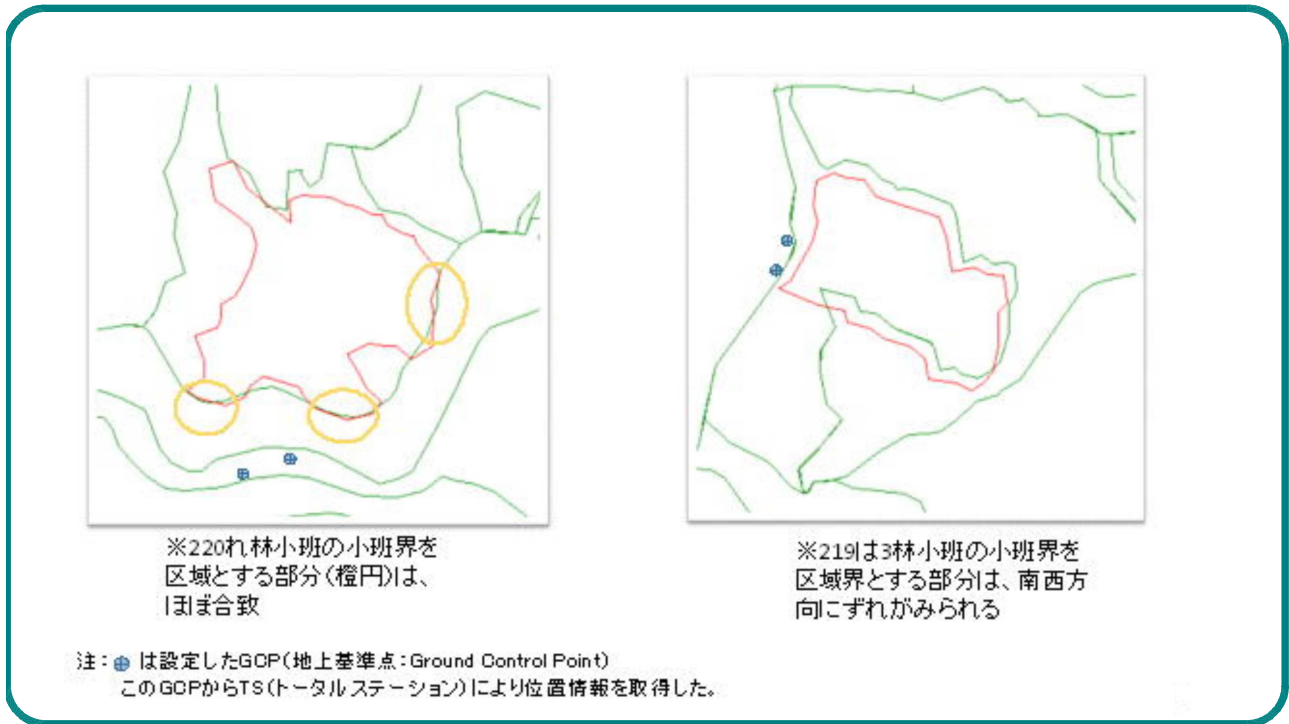 ※220れ林小班の小班界を
区域とする部分(橙円)は、
ほぼ合致
※219は3林小班の小班界を
区域界とする部分は、南西方
向にずれがみられる
注： は設定したGCP(地上基準点：Ground Control Point)
このGCPからTS(トータルステーション)により位置情報を取得した。